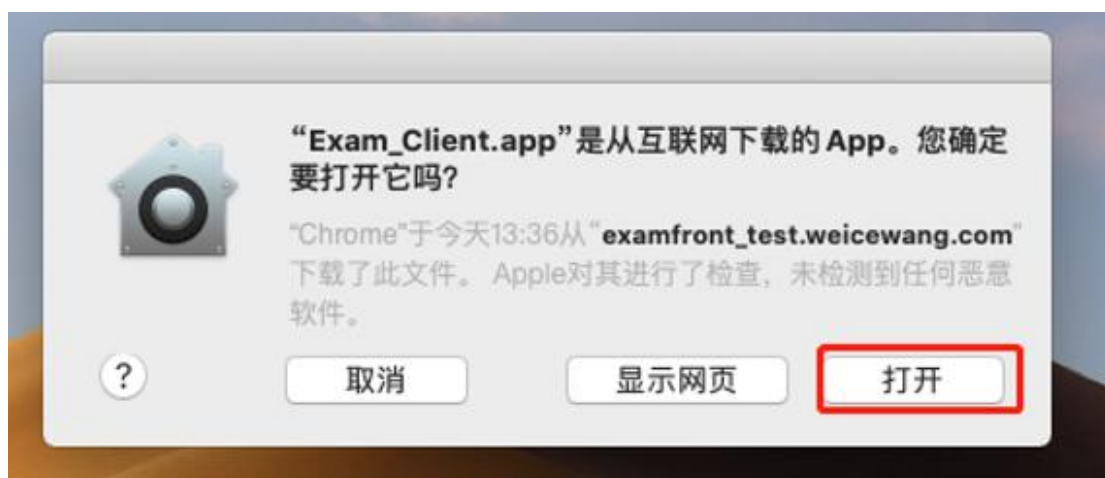 “Exam_Client.app”是从互联网下载的 App。您确定
要打开它吗?
“Chrome”于今天13:36从“examfront_test.weicewang.com”
下载了此文件。 Apple对其进行了检查，未检测到任何恶意
软件。
? 取消 显示网页 打开